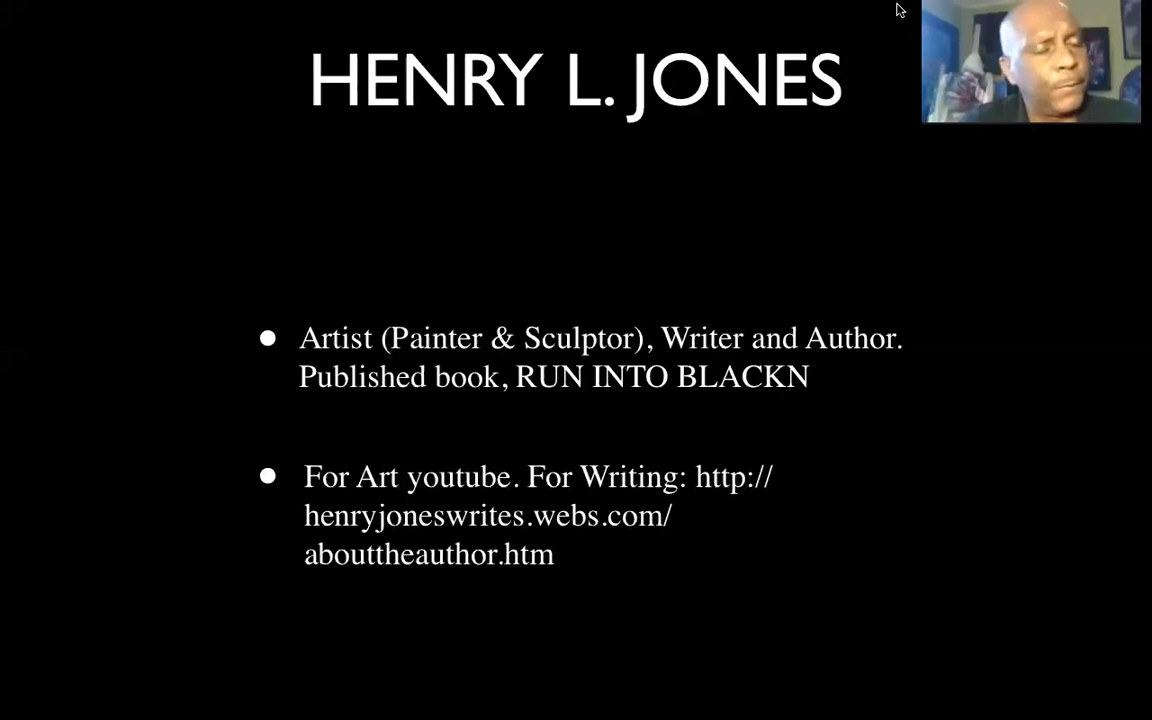 HENRY L. JONES
Artist (Painter & Sculptor), Writer and Author.
Published book, RUN INTO BLACKN
For Art youtube. For Writing: http://
henryjoneswrites.webs.com/
abouttheauthor.htm